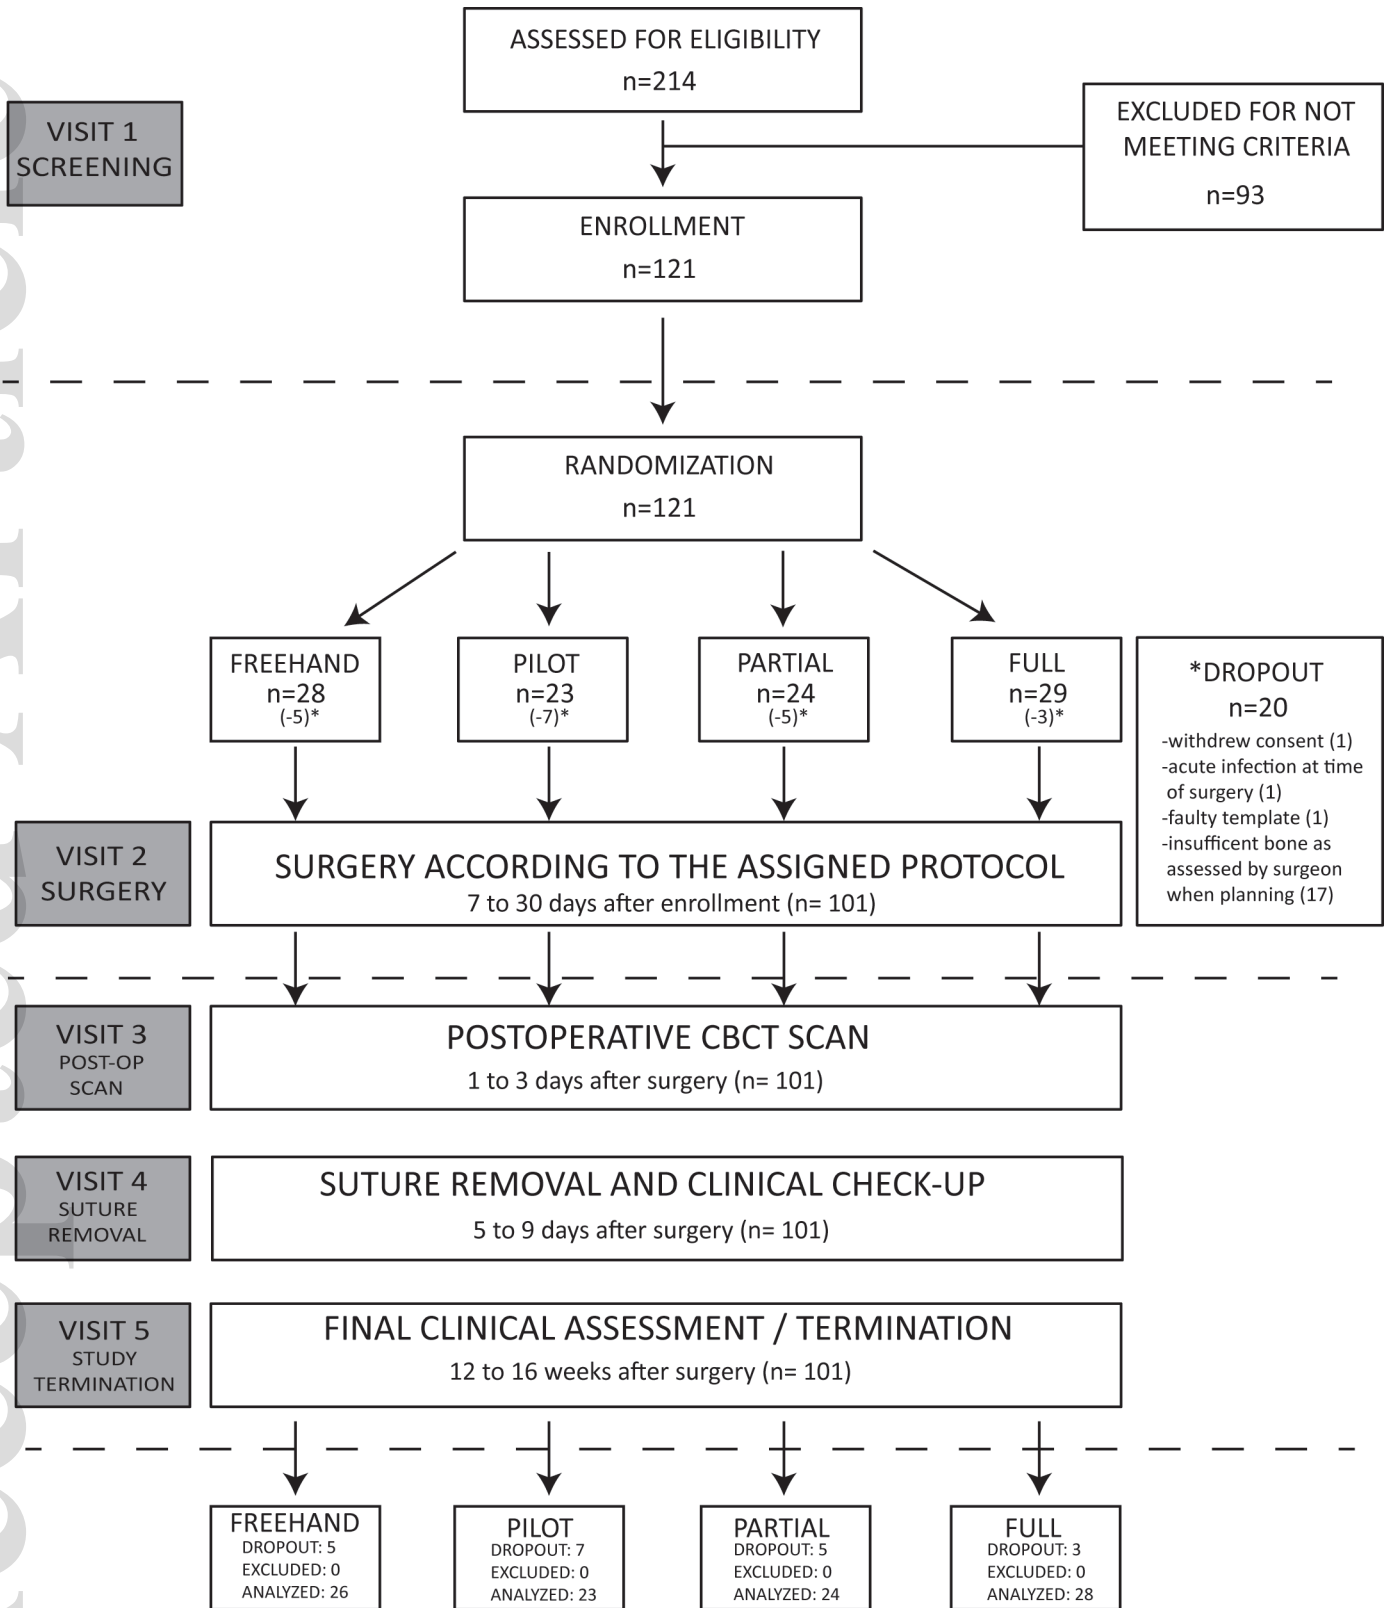 ASSESSED FOR ELIGIBILITY
n=214
EXCLUDED FOR NOT
MEETING CRITERIA
n=93
VISIT 1
SCREENING
ENROLLMENT
n=121
RANDOMIZATION
n=121
FREEHAND
n=28
(-5)*
PILOT
n=23
(-7)*
PARTIAL
n=24
(-5)*
FULL
n=29
(-3)*
*DROPOUT
n=20
-withdrew consent (1)
-acute infection at time
of surgery (1)
-faulty template (1)
-insufficent bone as
assessed by surgeon
when planning (17)
VISIT 2
SURGERY
SURGERY ACCORDING TO THE ASSIGNED PROTOCOL
7 to 30 days after enrollment (n= 101)
VISIT 3
POST-OP
SCAN
POSTOPERATIVE CBCT SCAN
1 to 3 days after surgery (n= 101)
VISIT 4
SUTURE
REMOVAL
SUTURE REMOVAL AND CLINICAL CHECK-UP
5 to 9 days after surgery (n= 101)
VISIT 5
STUDY
TERMINATION
FINAL CLINICAL ASSESSMENT / TERMINATION
12 to 16 weeks after surgery (n= 101)
FREEHAND
DROPOUT: 5
EXCLUDED: 0
ANALYZED: 26
PILOT
DROPOUT: 7
EXCLUDED: 0
ANALYZED: 23
PARTIAL
DROPOUT: 5
EXCLUDED: 0
ANALYZED: 24
FULL
DROPOUT: 3
EXCLUDED: 0
ANALYZED: 28